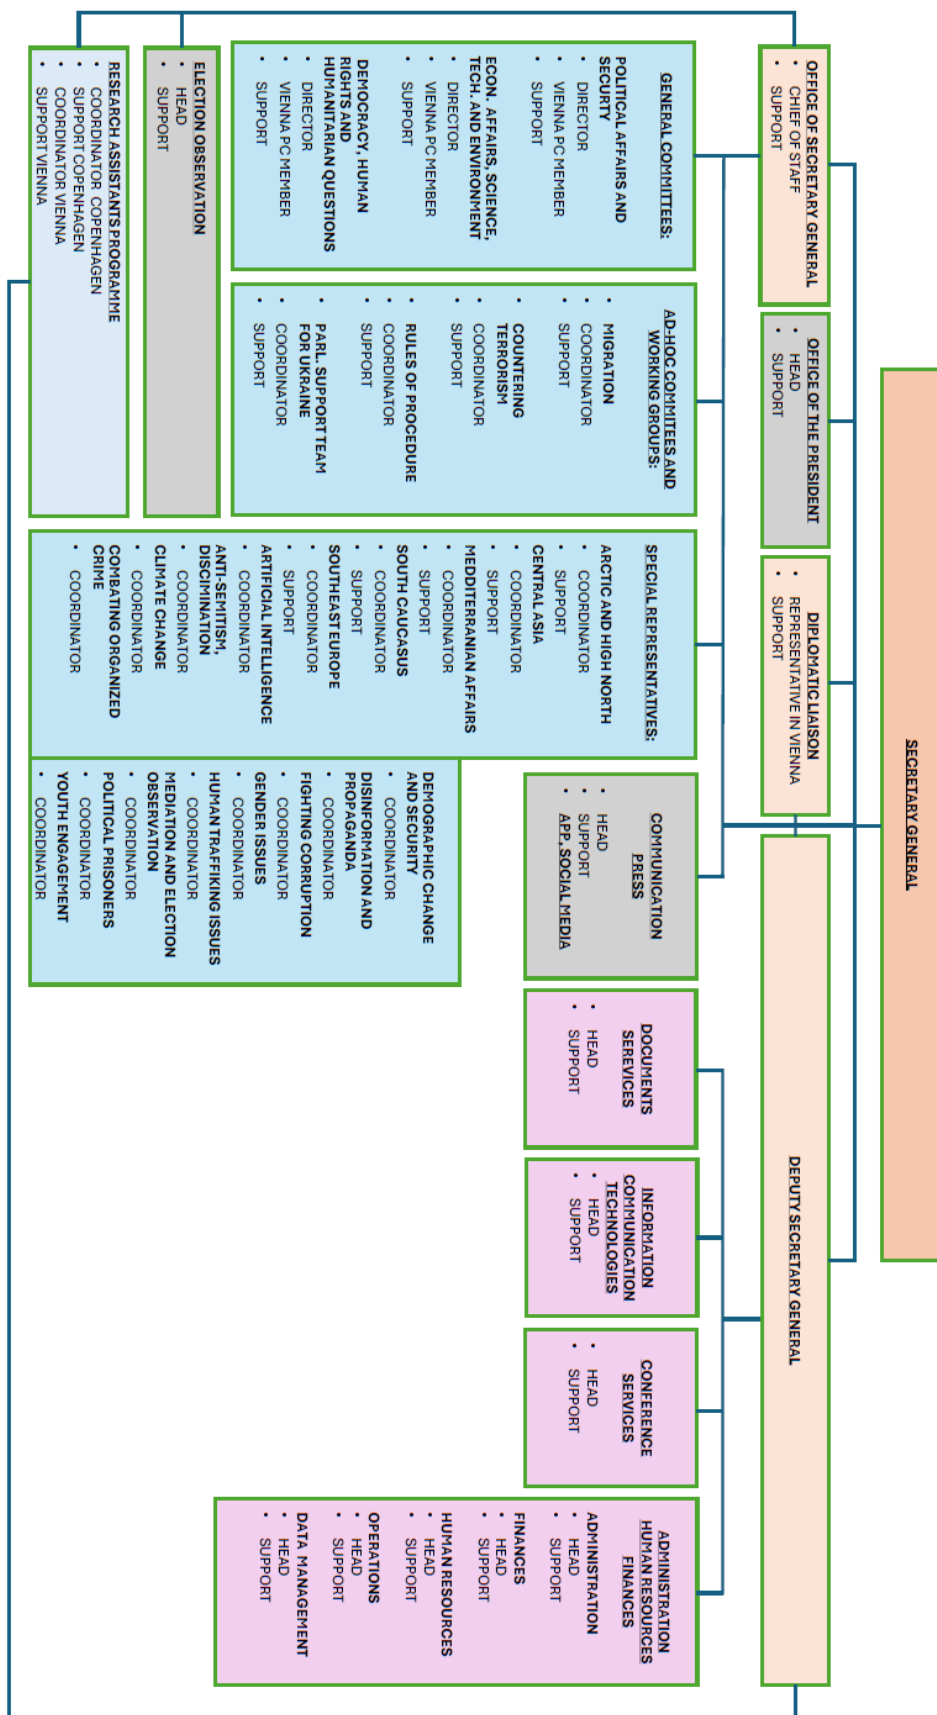 SECRETARY GENERAL
OFFICE OF SECRETARY GENERAL
• CHIEF OF STAFF
• SUPPORT
OFFICE OF THE PRESIDENT
• HEAD
• SUPPORT
DIPLOMATIC LIAISON
• REPRESENTATIVE IN VIENNA
• SUPPORT
DEPUTY SECRETARY GENERAL
GENERAL COMMITTEES:
POLITICAL AFFAIRS AND
SECURITY
• DIRECTOR
• VIENNA PC MEMBER
• SUPPORT
ECON. AFFAIRS, SCIENCE,
TECH. AND ENVIRONMENT
• DIRECTOR
• VIENNA PC MEMBER
• SUPPORT
DEMOCRACY, HUMAN
RIGHTS AND
HUMANITARIAN QUESTIONS
• DIRECTOR
• VIENNA PC MEMBER
• SUPPORT
AD-HOC COMMITEES AND
WORKING GROUPS:
• MIGRATION
• COORDINATOR
• SUPPORT
• COUNTERING
TERRORISM
• COORDINATOR
• SUPPORT
• RULES OF PROCEDURE
• COORDINATOR
• SUPPORT
• PARL. SUPPORT TEAM
FOR UKRAINE
• COORDINATOR
• SUPPORT
SPECIAL REPRESENTATIVES:
ARCTIC AND HIGH NORTH
• COORDINATOR
• SUPPORT
CENTRAL ASIA
• COORDINATOR
• SUPPORT
MEDDITERRANIAN AFFAIRS
• COORDINATOR
• SUPPORT
SOUTH CAUCASUS
• COORDINATOR
• SUPPORT
SOUTHEAST EUROPE
• COORDINATOR
• SUPPORT
ARTIFICIAL INTELLIGENCE
• COORDINATOR
ANTI-SEMITISM,
DISCIMINATION
• COORDINATOR
CLIMATE CHANGE
• COORDINATOR
COMBATING ORGANIZED
CRIME
• COORDINATOR
DEMOGRAPHIC CHANGE
AND SECURITY
• COORDINATOR
DISINFORMATION AND
PROPAGANDA
• COORDINATOR
FIGHTING CORRUPTION
• COORDINATOR
GENDER ISSUES
• COORDINATOR
HUMAN TRAFFIKING ISSUES
• COORDINATOR
MEDIATION AND ELECTION
OBSERVATION
• COORDINATOR
POLITICAL PRISONERS
• COORDINATOR
YOUTH ENGAGEMENT
• COORDINATOR
COMMUNICATION
PRESS
• HEAD
• SUPPORT
• APP, SOCIAL MEDIA
DOCUMENTS
SEREVICES
• HEAD
• SUPPORT
INFORMATION
COMMUNICATION
TECHNOLOGIES
• HEAD
• SUPPORT
CONFERENCE
SERVICES
• HEAD
• SUPPORT
ADMINISTRATION
HUMAN RESOURCES
FINANCES
ADMINISTRATION
• HEAD
• SUPPORT
FINANCES
• HEAD
• SUPPORT
HUMAN RESOURCES
• HEAD
• SUPPORT
OPERATIONS
• HEAD
• SUPPORT
DATA MANAGEMENT
• HEAD
• SUPPORT
ELECTION OBSERVATION
• HEAD
• SUPPORT
RESEARCH ASSISTANTS PROGRAMME
• COORDINATOR COPENHAGEN
• SUPPORT COPENHAGEN
• COORDINATOR VIENNA
• SUPPORT VIENNA